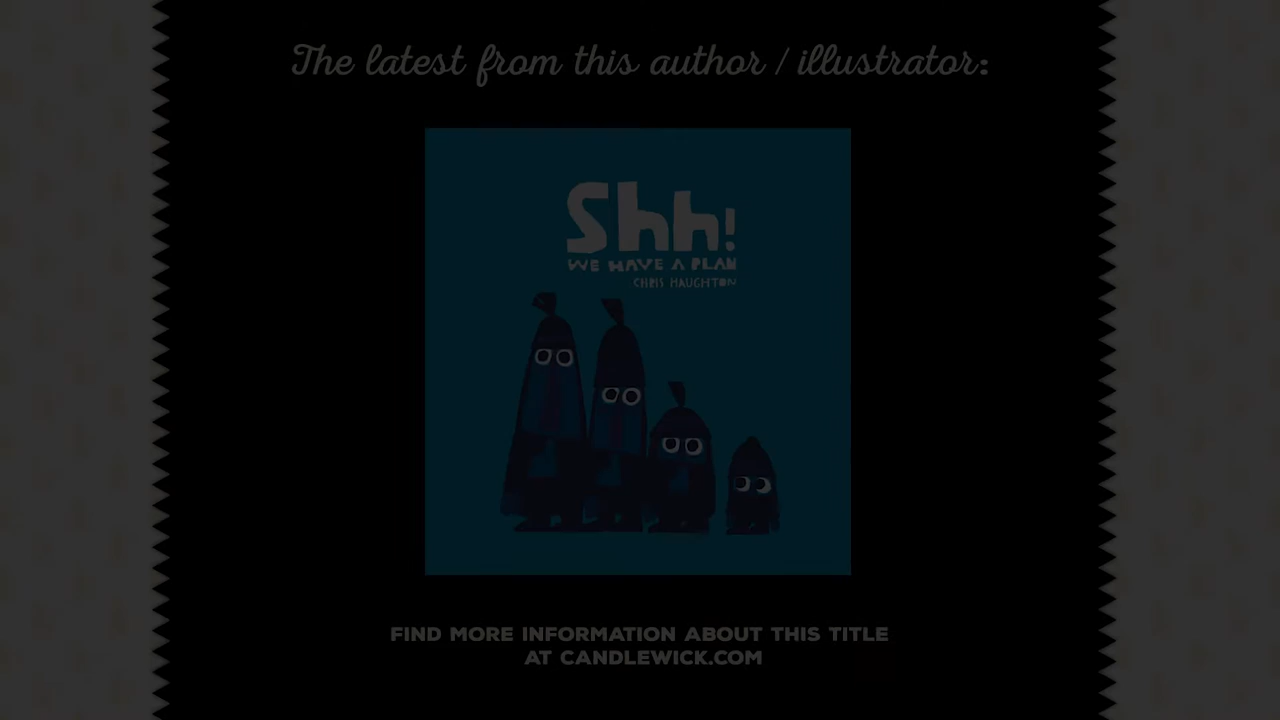 The latest from this author / illustrator:
Shh!
WE HAVE A PLAN
CHRIS HAUGHTON
FIND MORE INFORMATION ABOUT THIS TITLE
AT CANDLEWICK.COM